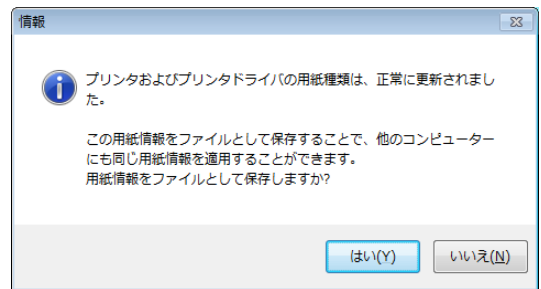 情報
プリンタおよびプリンタドライバの用紙種類は、正常に更新されまし
た。
この用紙情報をファイルとして保存することで、他のコンピューター
にも同じ用紙情報を適用することができます。
用紙情報をファイルとして保存しますか?
はい(Y)
いいえ(N)